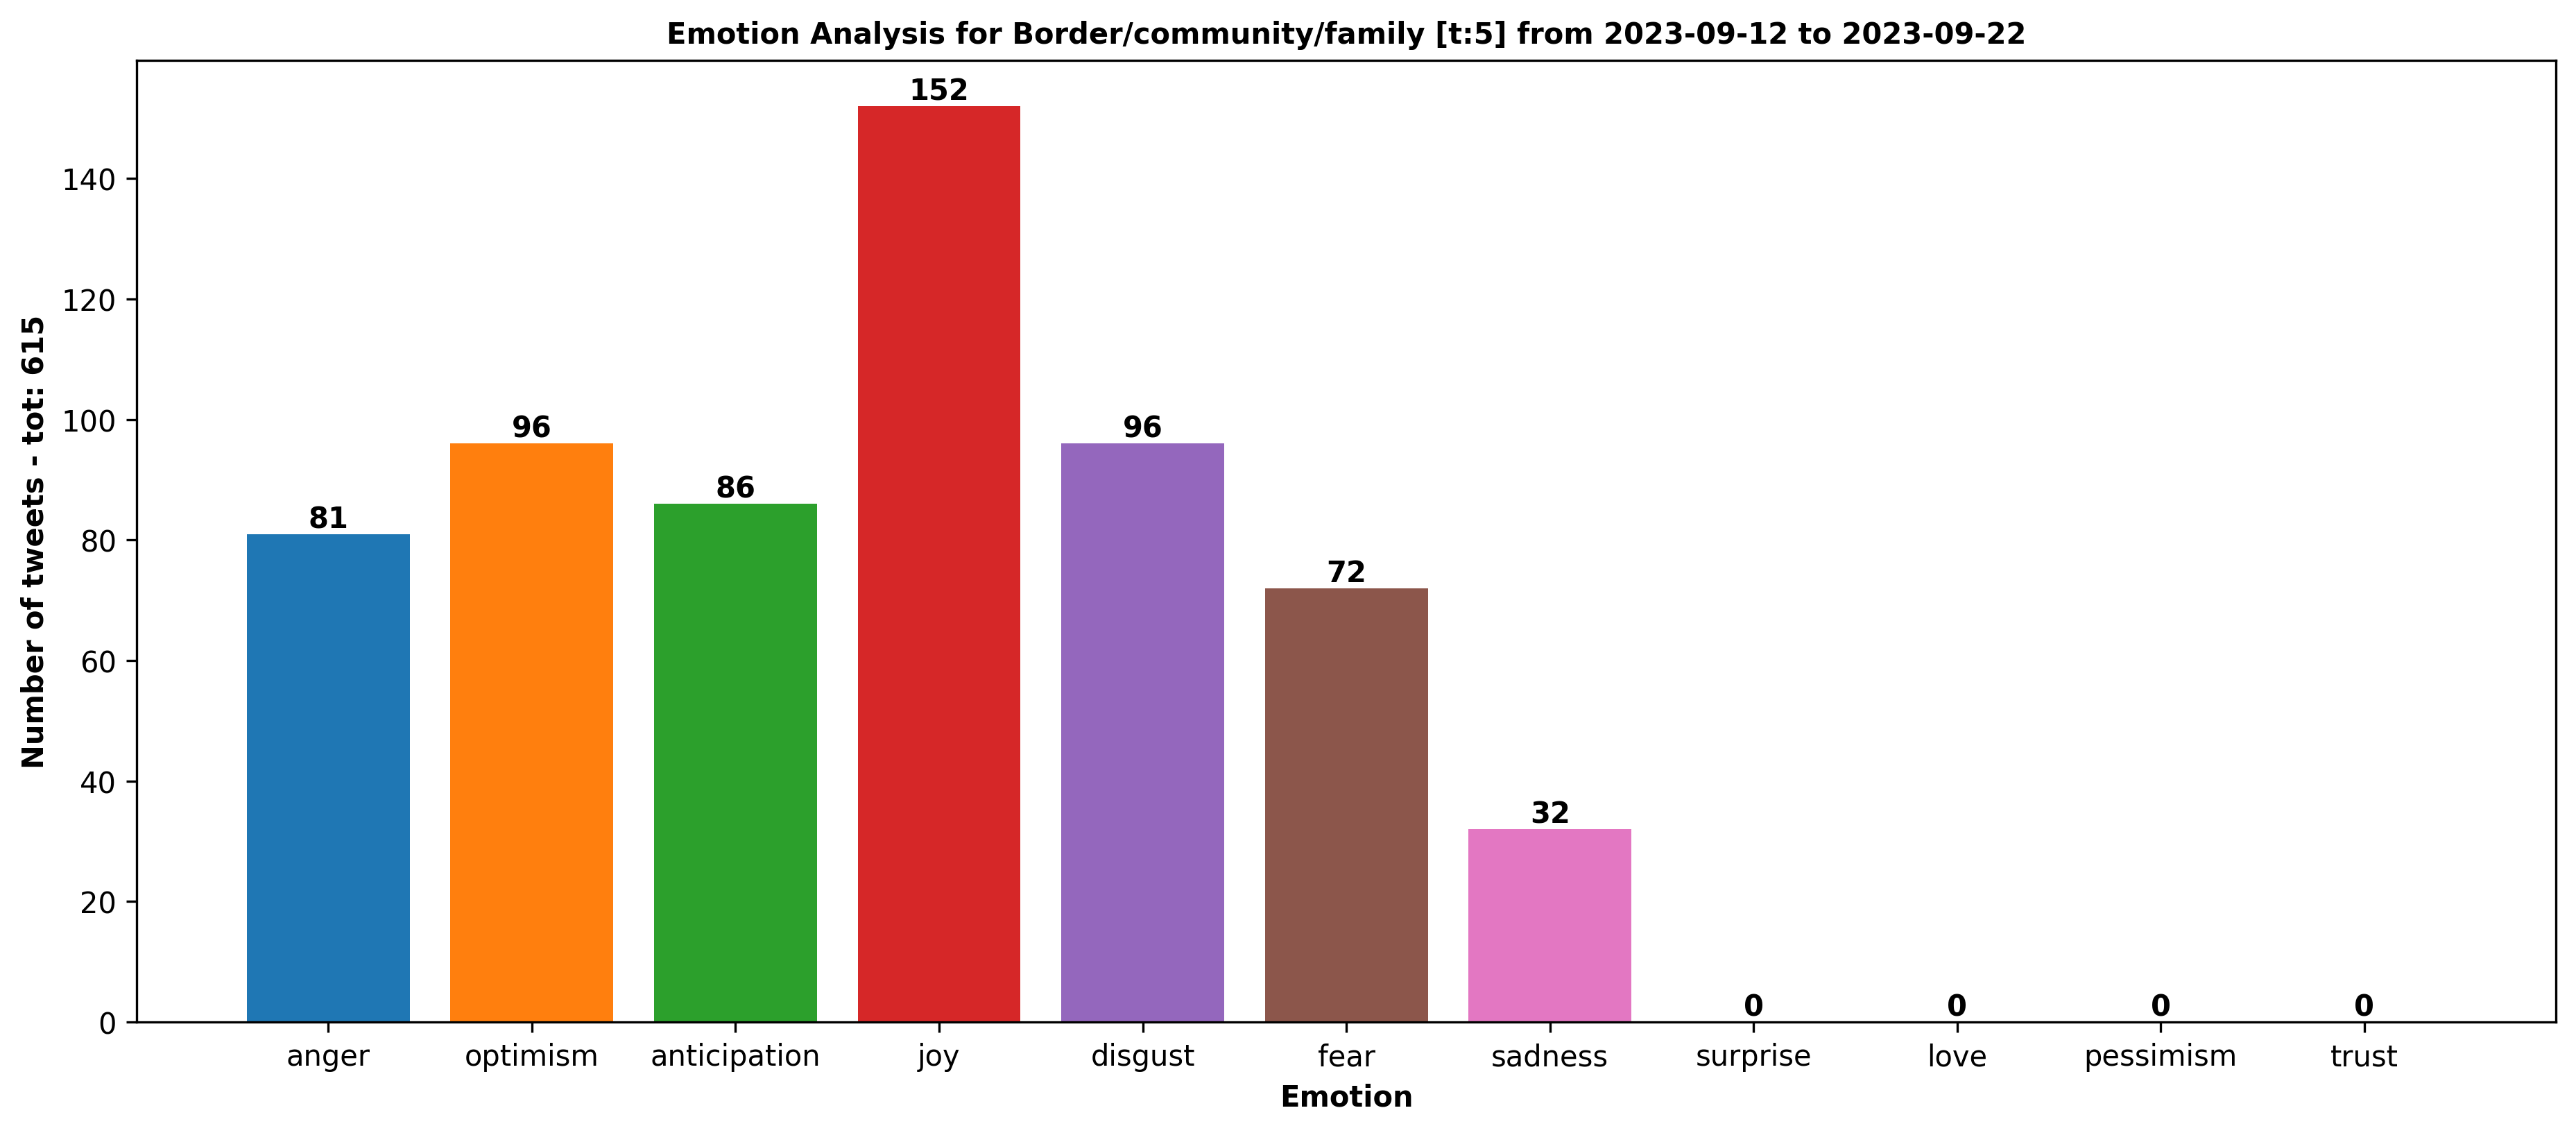 Emotion Analysis for Border/community/family [t:5] from 2023-09-12 to 2023-09-22
Number of tweets - tot: 615
140
120
100
80
60
40
20
0
81
96
86
152
96
72
32
0
0
0
0
anger
optimism
anticipation
joy
disgust
fear
sadness
surprise
love
pessimism
trust
Emotion